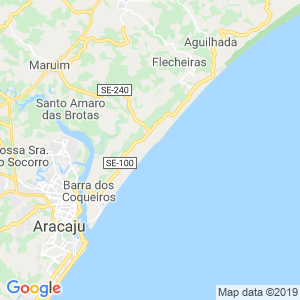 Aguilhada
Flecheiras
Maruim
SE-240
Santo Amaro
das Brotas
ossa Sra.
o Socorro
SE-100
Barra dos
Coqueiros
Aracaju
Google
Map data ©2019